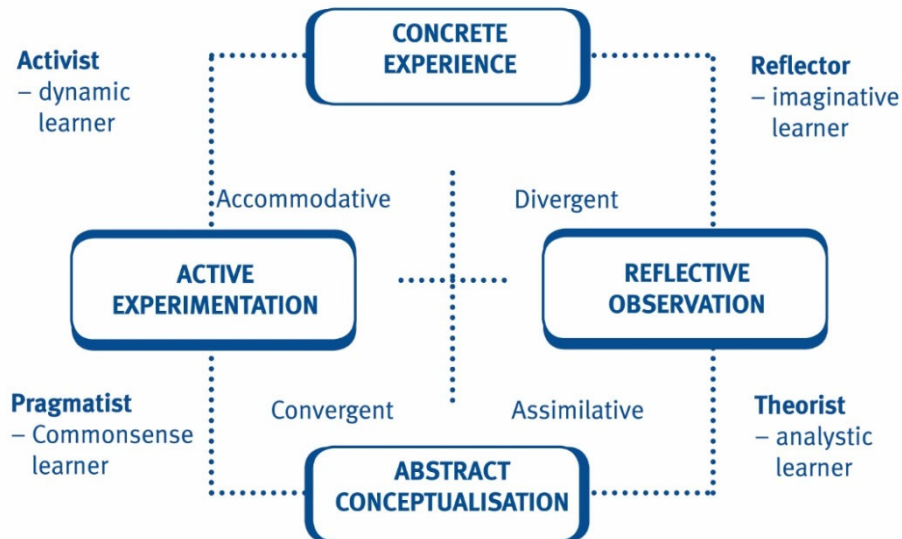 CONCRETE
EXPERIENCE
Activist
– dynamic
learner
Reflector
– imaginative
learner
Accommodative
Divergent
ACTIVE
EXPERIMENTATION
REFLECTIVE
OBSERVATION
Pragmatist
– Commonsense
learner
Convergent
Assimilative
Theorist
– analystic
learner
ABSTRACT
CONCEPTUALISATION